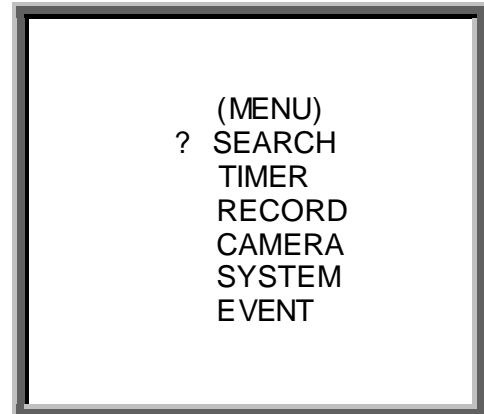 (MENU)
? SEARCH
TIMER
RECORD
CAMERA
SYSTEM
EVENT